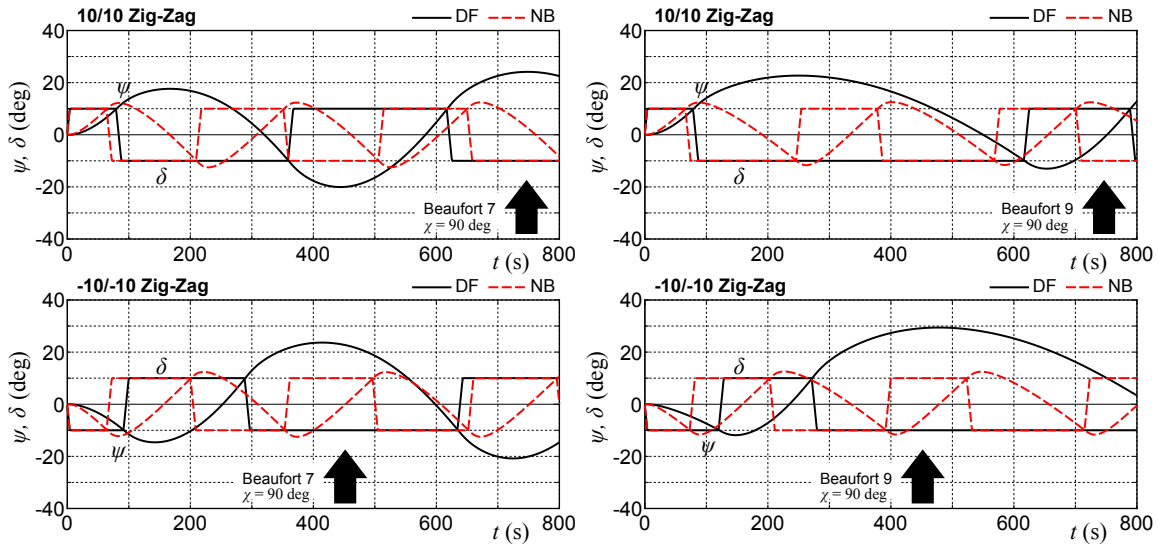 10/10 Zig-Zag
DF
NB
40
20
0
-20
-40
ψ, δ (deg)
ψ
δ
Beaufort 7
χ = 90 deg
0
200
400
600
800
t (s)
10/10 Zig-Zag
DF
NB
40
20
0
-20
-40
ψ, δ (deg)
ψ
δ
Beaufort 9
χ = 90 deg
0
200
400
600
800
t (s)
-10/-10 Zig-Zag
DF
NB
40
20
0
-20
-40
ψ, δ (deg)
δ
ψ
Beaufort 7
χ = 90 deg
0
200
400
600
800
t (s)
-10/-10 Zig-Zag
DF
NB
40
20
0
-20
-40
ψ, δ (deg)
δ
ψ
Beaufort 9
χ = 90 deg
0
200
400
600
800
t (s)